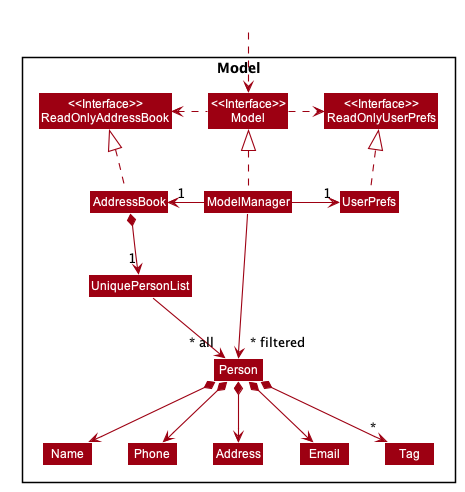 Model
<<Interface>>
ReadOnlyAddressBook
<<Interface>>
Model
<<Interface>>
ReadOnlyUserPrefs
AddressBook
1
ModelManager
1
UserPrefs
1
UniquePersonList
* all
* filtered
Person
*
Name
Phone
Address
Email
Tag